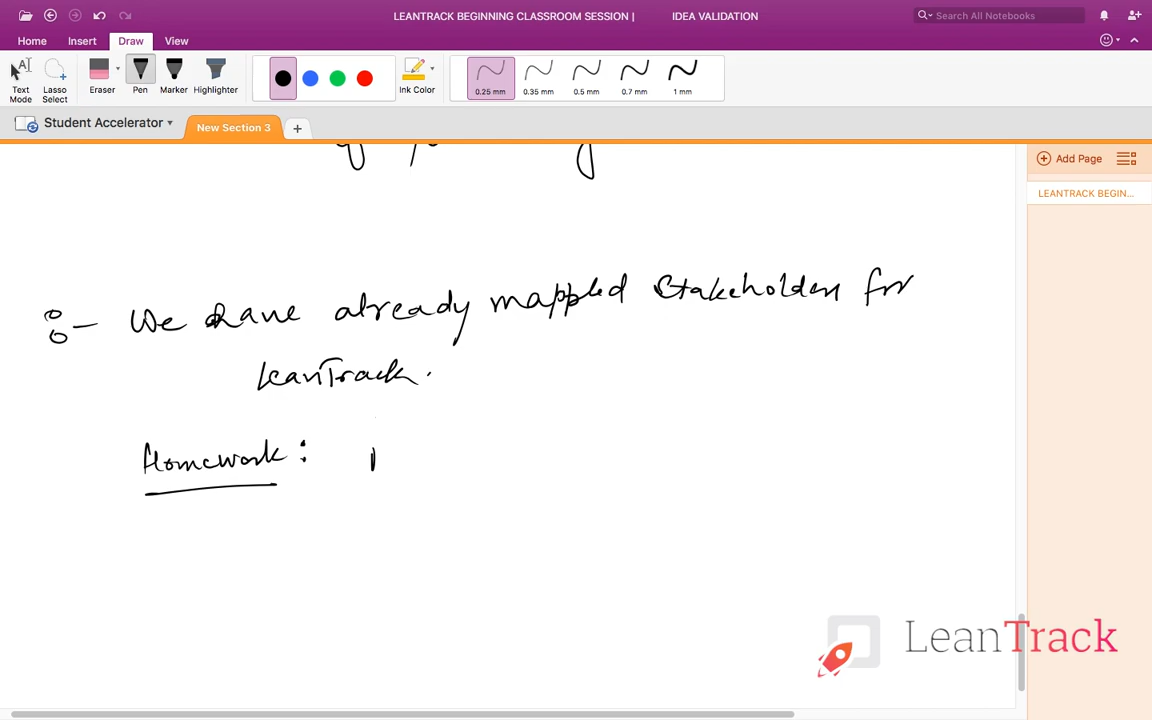 LEANTRACK BEGINNING CLASSROOM SESSION | IDEA VALIDATION
Search All Notebooks
Home Insert Draw View
Text Mode
Lasso Select
Eraser
Pen
Marker
Highlighter
Ink Color
0.25 mm
0.35 mm
0.5 mm
0.7 mm
1 mm
Student Accelerator
New Section 3
+
Add Page
LEANTRACK BEGIN...
We have already mappled Stakeholders for
LeanTrack.
Homework :
LeanTrack